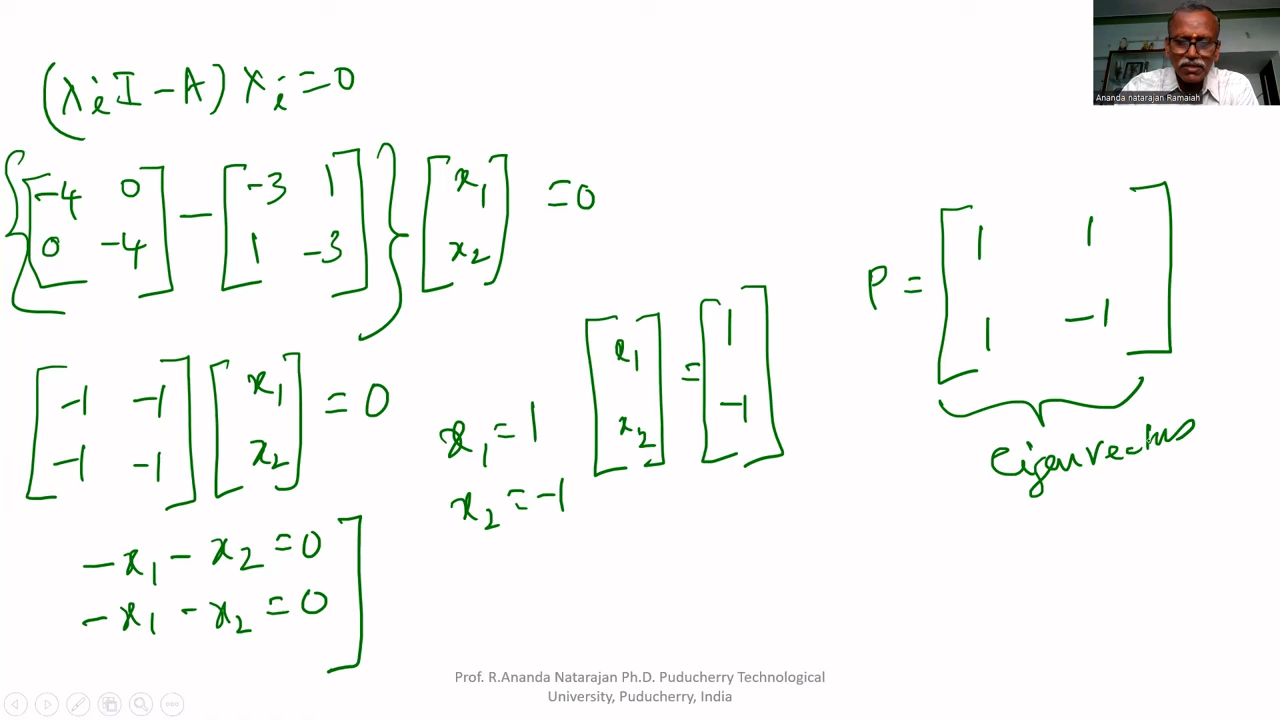 (λiI − A) Xi = 0
{[-4 0; 0 -4] − [-3 1; 1 -3]} [x1; x2] = 0
[-1 -1; -1 -1] [x1; x2] = 0
-x1 - x2 = 0
-x1 - x2 = 0
x1 = 1
x2 = -1
[x1; x2] = [1; -1]
P = [1 1; 1 -1]
eigenvectors
Ananda natarajan Ramaiah
Prof. R.Ananda Natarajan Ph.D. Puducherry Technological
University, Puducherry, India